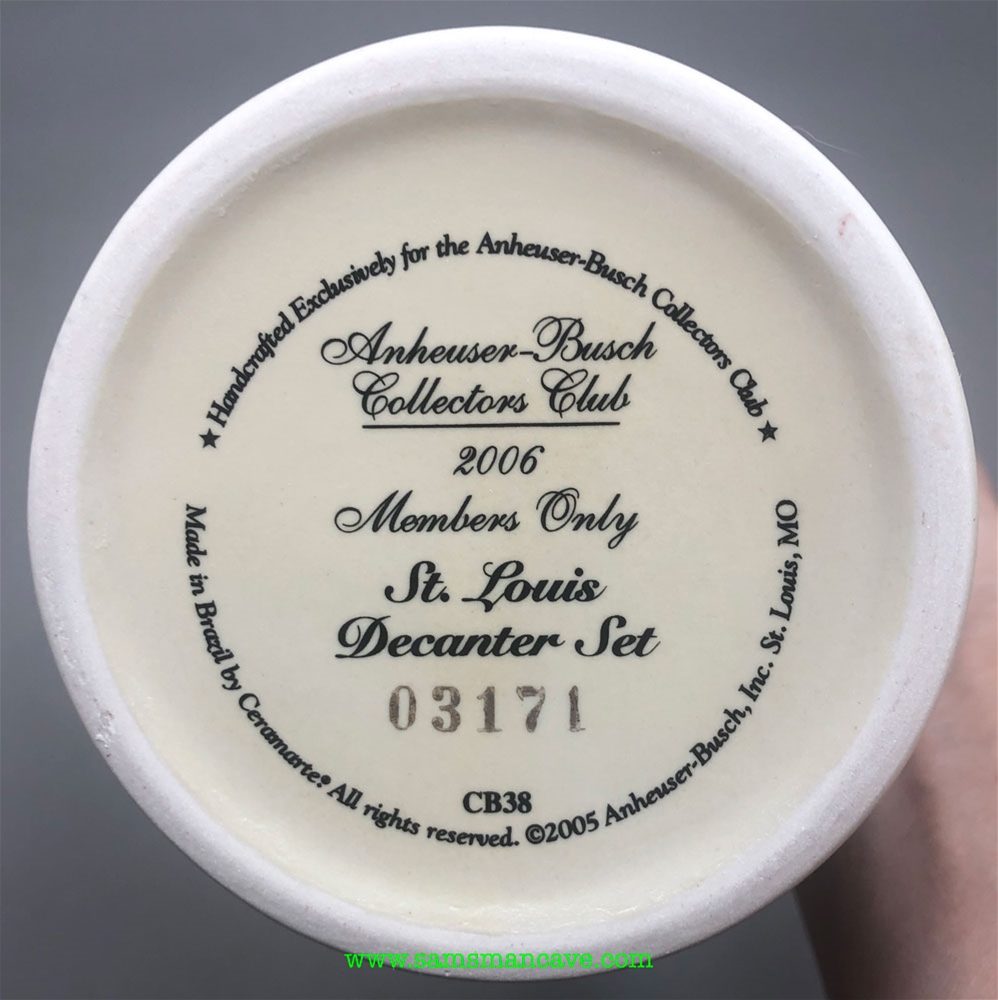 ★ Handcrafted Exclusively for the Anheuser-Busch Collectors Club ★
Anheuser-Busch
Collectors Club
2006
Members Only
St. Louis
Decanter Set
03171
CB38
Made in Brazil by Ceramarte.® All rights reserved. ©2005 Anheuser-Busch, Inc. St. Louis, MO
www.samsmancave.com